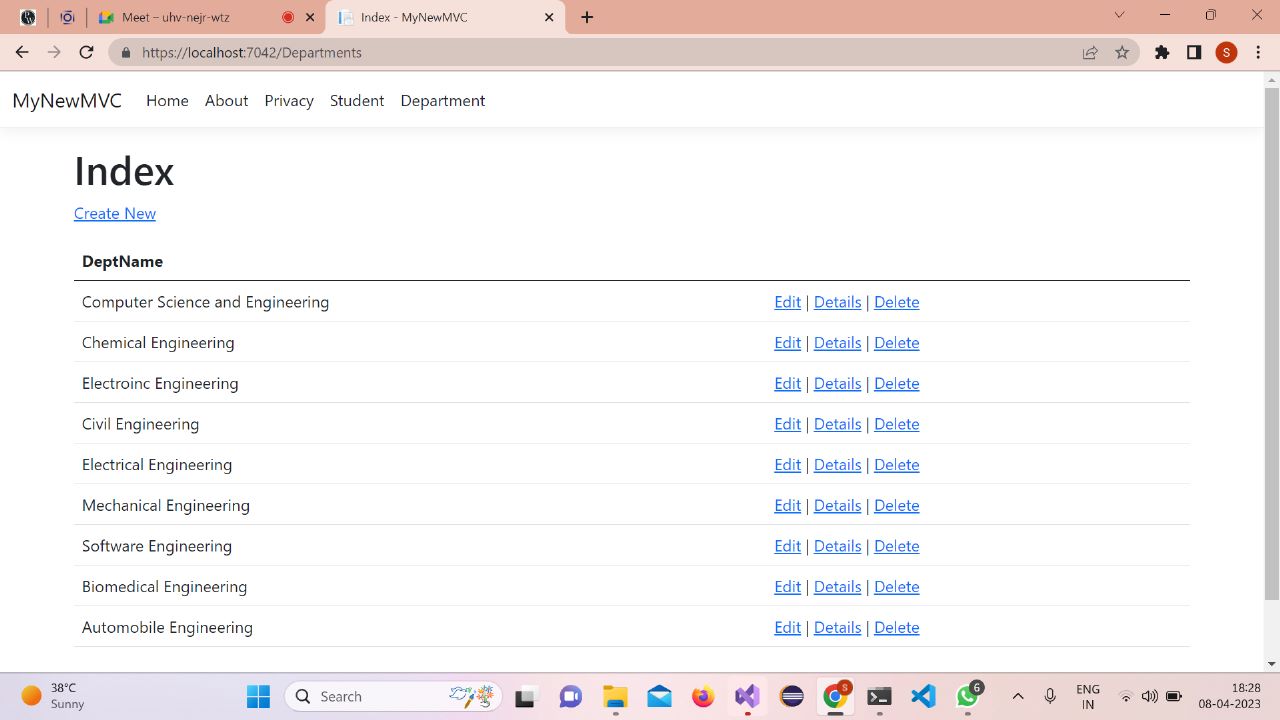 Meet – uhv-nejr-wtz
Index - MyNewMVC
https://localhost:7042/Departments
S
MyNewMVC Home About Privacy Student Department
Index
Create New
DeptName
Computer Science and Engineering Edit | Details | Delete
Chemical Engineering Edit | Details | Delete
Electroinc Engineering Edit | Details | Delete
Civil Engineering Edit | Details | Delete
Electrical Engineering Edit | Details | Delete
Mechanical Engineering Edit | Details | Delete
Software Engineering Edit | Details | Delete
Biomedical Engineering Edit | Details | Delete
Automobile Engineering Edit | Details | Delete
38°C
Sunny
Search
S
6
ENG
IN
18:28
08-04-2023